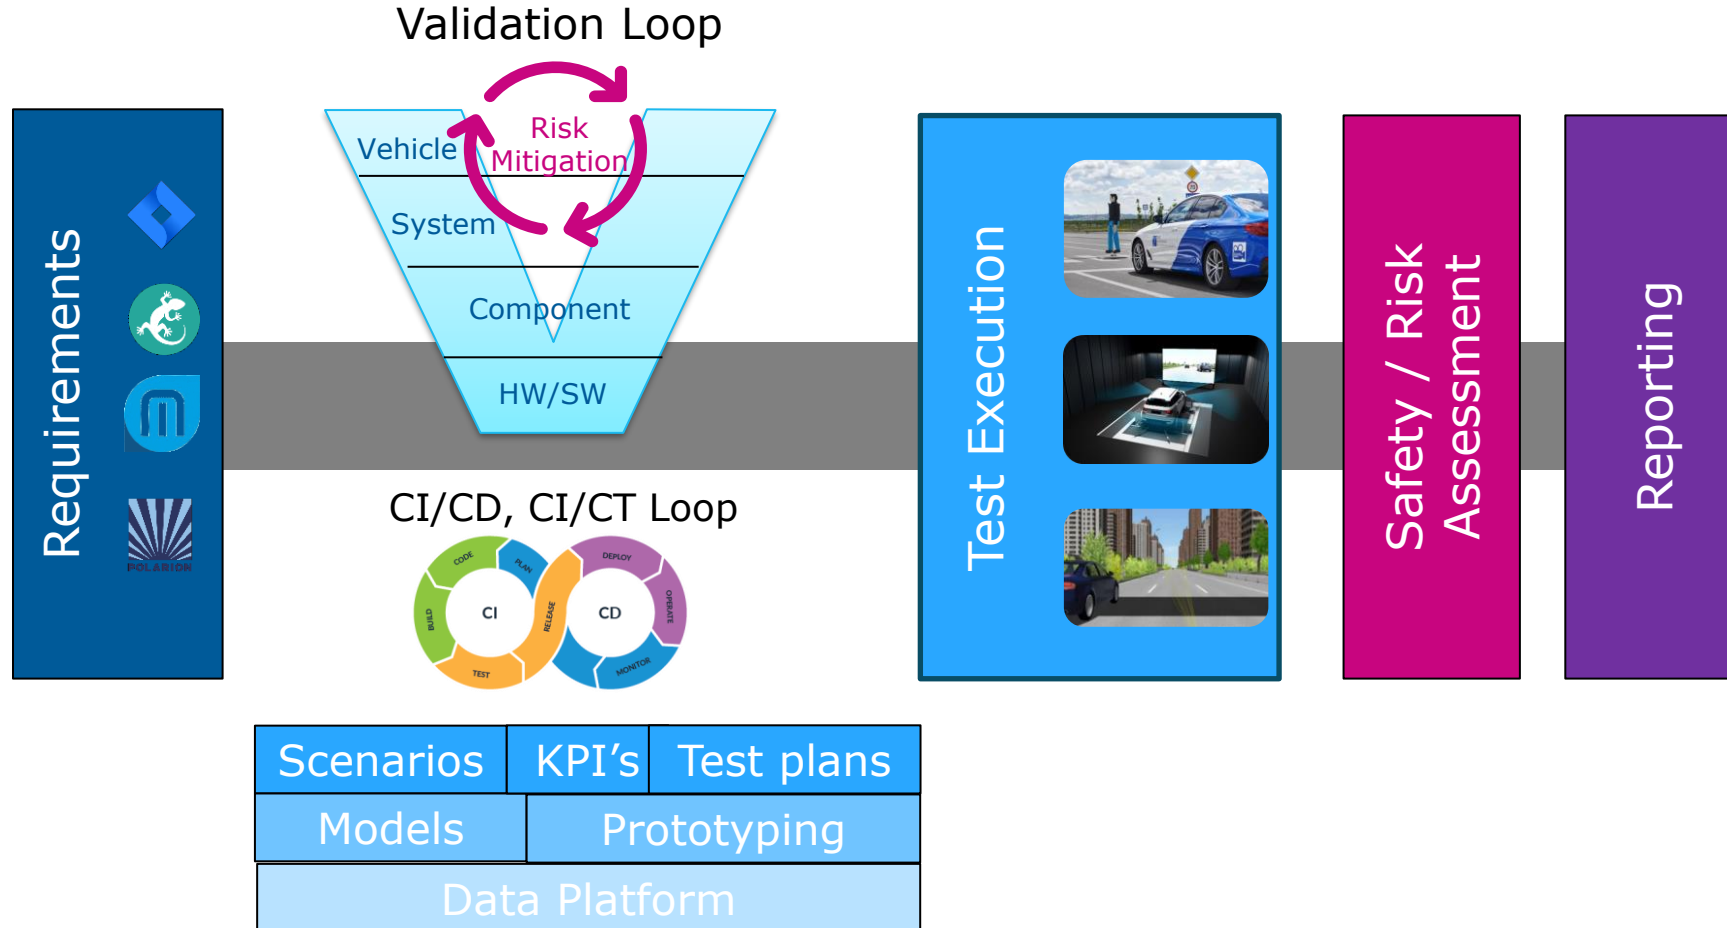 Validation Loop
Requirements
POLARION
Vehicle
System
Component
HW/SW
Risk
Mitigation
CI/CD, CI/CT Loop
CODE
PLAN
BUILD
CI
TEST
RELEASE
DEPLOY
OPERATE
CD
MONITOR
Scenarios
KPI’s
Test plans
Models
Prototyping
Data Platform
Test Execution
Safety / Risk
Assessment
Reporting